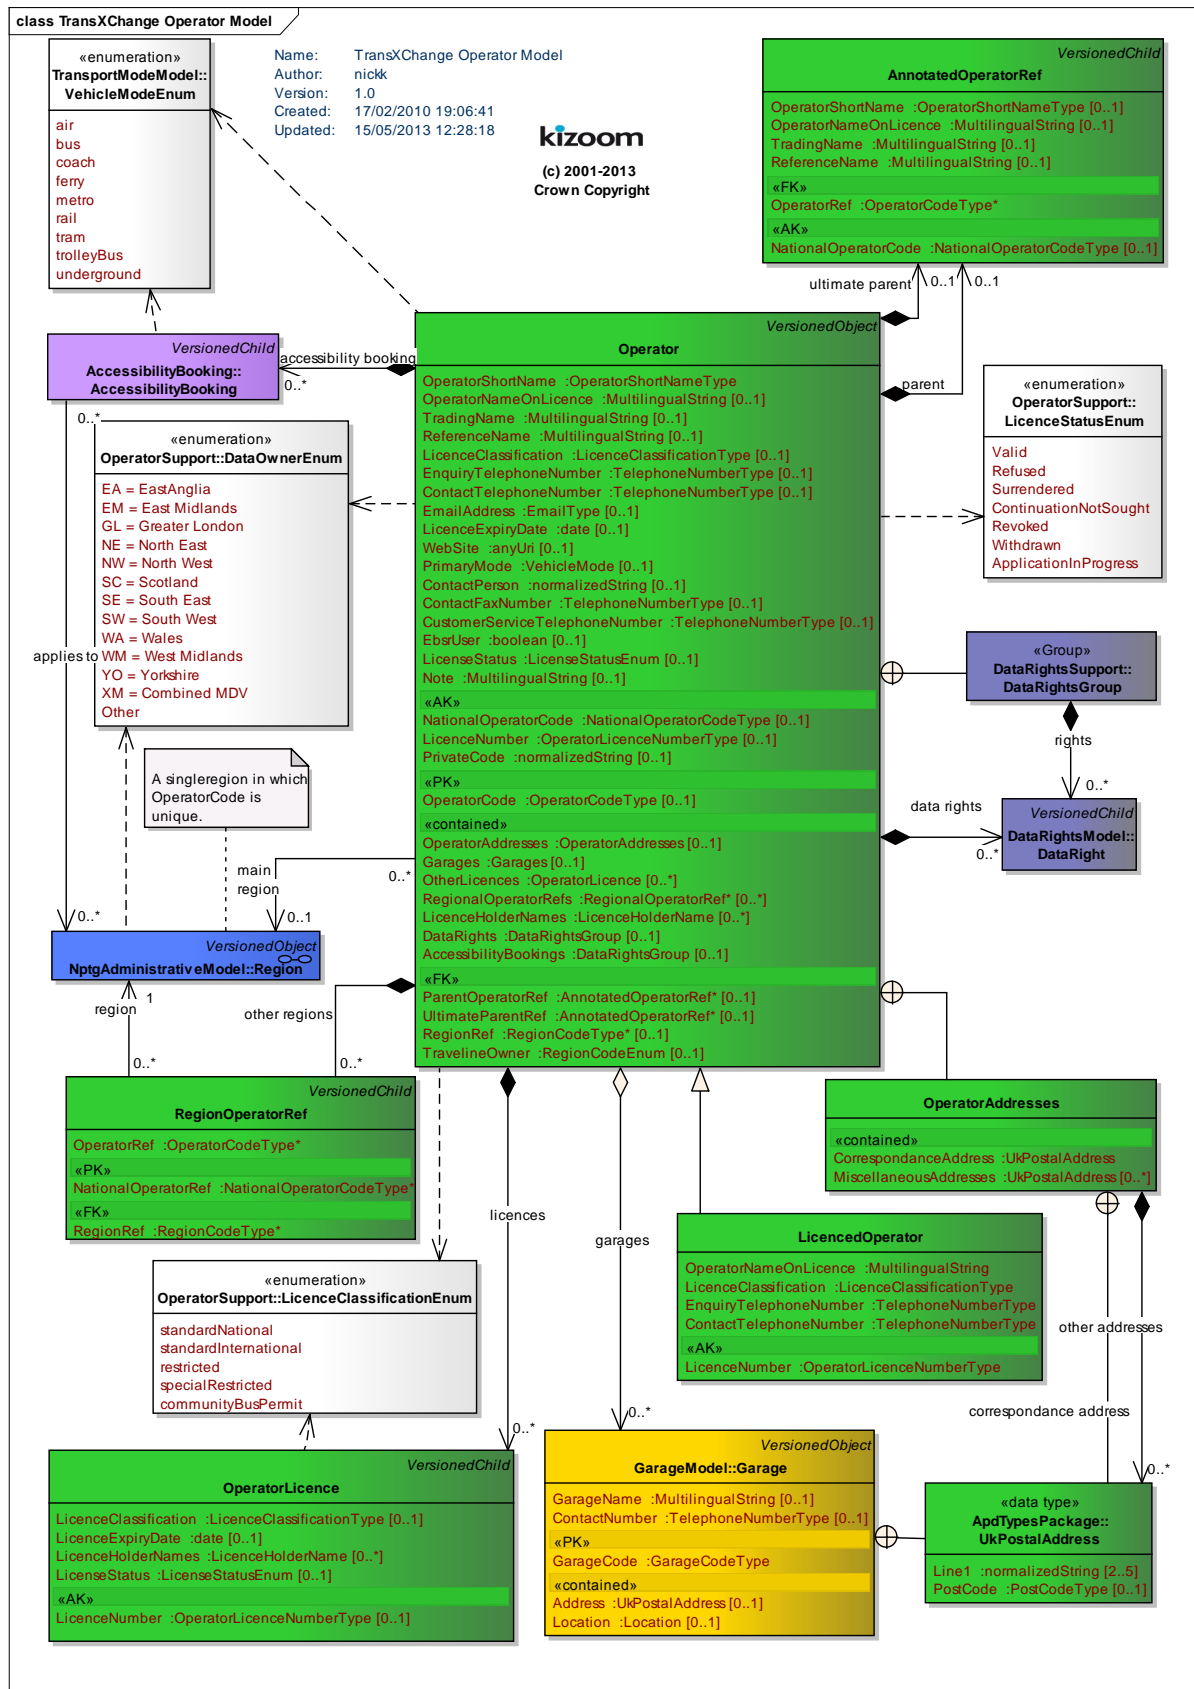 class TransXChange Operator Model
Name: TransXChange Operator Model
Author: nickk
Version: 1.0
Created: 17/02/2010 19:06:41
Updated: 15/05/2013 12:28:18
kizoom
(c) 2001-2013
Crown Copyright
«enumeration»
TransportModeModel::
VehicleModeEnum
air
bus
coach
ferry
metro
rail
tram
trolleyBus
underground
VersionedChild
AnnotatedOperatorRef
OperatorShortName :OperatorShortNameType [0..1]
OperatorNameOnLicence :MultilingualString [0..1]
TradingName :MultilingualString [0..1]
ReferenceName :MultilingualString [0..1]
«FK»
OperatorRef :OperatorCodeType*
«AK»
NationalOperatorCode :NationalOperatorCodeType [0..1]
ultimate parent
0..1
0..1
parent
VersionedChild
AccessibilityBooking::
AccessibilityBooking
accessibility booking
0..*
0..*
applies to
0..*
«enumeration»
OperatorSupport::DataOwnerEnum
EA = EastAnglia
EM = East Midlands
GL = Greater London
NE = North East
NW = North West
SC = Scotland
SE = South East
SW = South West
WA = Wales
WM = West Midlands
YO = Yorkshire
XM = Combined MDV
Other
VersionedObject
Operator
OperatorShortName :OperatorShortNameType
OperatorNameOnLicence :MultilingualString [0..1]
TradingName :MultilingualString [0..1]
ReferenceName :MultilingualString [0..1]
LicenceClassification :LicenceClassificationType [0..1]
EnquiryTelephoneNumber :TelephoneNumberType [0..1]
ContactTelephoneNumber :TelephoneNumberType [0..1]
EmailAddress :EmailType [0..1]
LicenceExpiryDate :date [0..1]
WebSite :anyUri [0..1]
PrimaryMode :VehicleMode [0..1]
ContactPerson :normalizedString [0..1]
ContactFaxNumber :TelephoneNumberType [0..1]
CustomerServiceTelephoneNumber :TelephoneNumberType [0..1]
EbsrUser :boolean [0..1]
LicenseStatus :LicenseStatusEnum [0..1]
Note :MultilingualString [0..1]
«AK»
NationalOperatorCode :NationalOperatorCodeType [0..1]
LicenceNumber :OperatorLicenceNumberType [0..1]
PrivateCode :normalizedString [0..1]
«PK»
OperatorCode :OperatorCodeType [0..1]
«contained»
OperatorAddresses :OperatorAddresses [0..1]
Garages :Garages [0..1]
OtherLicences :OperatorLicence [0..*]
RegionalOperatorRefs :RegionalOperatorRef* [0..*]
LicenceHolderNames :LicenceHolderName [0..*]
DataRights :DataRightsGroup [0..1]
AccessibilityBookings :DataRightsGroup [0..1]
«FK»
ParentOperatorRef :AnnotatedOperatorRef* [0..1]
UltimateParentRef :AnnotatedOperatorRef* [0..1]
RegionRef :RegionCodeType* [0..1]
TravelineOwner :RegionCodeEnum [0..1]
«enumeration»
OperatorSupport::
LicenceStatusEnum
Valid
Refused
Surrendered
ContinuationNotSought
Revoked
Withdrawn
ApplicationInProgress
«Group»
DataRightsSupport::
DataRightsGroup
rights
0..*
data rights
0..*
VersionedChild
DataRightsModel::
DataRight
A singleregion in which
OperatorCode is
unique.
main
region
0..*
0..1
VersionedObject
NptgAdministrativeModel::Region
region
1
0..*
other regions
0..*
VersionedChild
RegionOperatorRef
OperatorRef :OperatorCodeType*
«PK»
NationalOperatorRef :NationalOperatorCodeType*
«FK»
RegionRef :RegionCodeType*
«enumeration»
OperatorSupport::LicenceClassificationEnum
standardNational
standardInternational
restricted
specialRestricted
communityBusPermit
licences
0..*
garages
0..*
OperatorAddresses
«contained»
CorrespondanceAddress :UkPostalAddress
MiscellaneousAddresses :UkPostalAddress [0..*]
LicencedOperator
OperatorNameOnLicence :MultilingualString
LicenceClassification :LicenceClassificationType
EnquiryTelephoneNumber :TelephoneNumberType
ContactTelephoneNumber :TelephoneNumberType
«AK»
LicenceNumber :OperatorLicenceNumberType
other addresses
correspondance address
0..*
VersionedChild
OperatorLicence
LicenceClassification :LicenceClassificationType [0..1]
LicenceExpiryDate :date [0..1]
LicenceHolderNames :LicenceHolderName [0..*]
LicenseStatus :LicenseStatusEnum [0..1]
«AK»
LicenceNumber :OperatorLicenceNumberType [0..1]
VersionedObject
GarageModel::Garage
GarageName :MultilingualString [0..1]
ContactNumber :TelephoneNumberType [0..1]
«PK»
GarageCode :GarageCodeType
«contained»
Address :UkPostalAddress [0..1]
Location :Location [0..1]
«data type»
ApdTypesPackage::
UkPostalAddress
Line1 :normalizedString [2..5]
PostCode :PostCodeType [0..1]